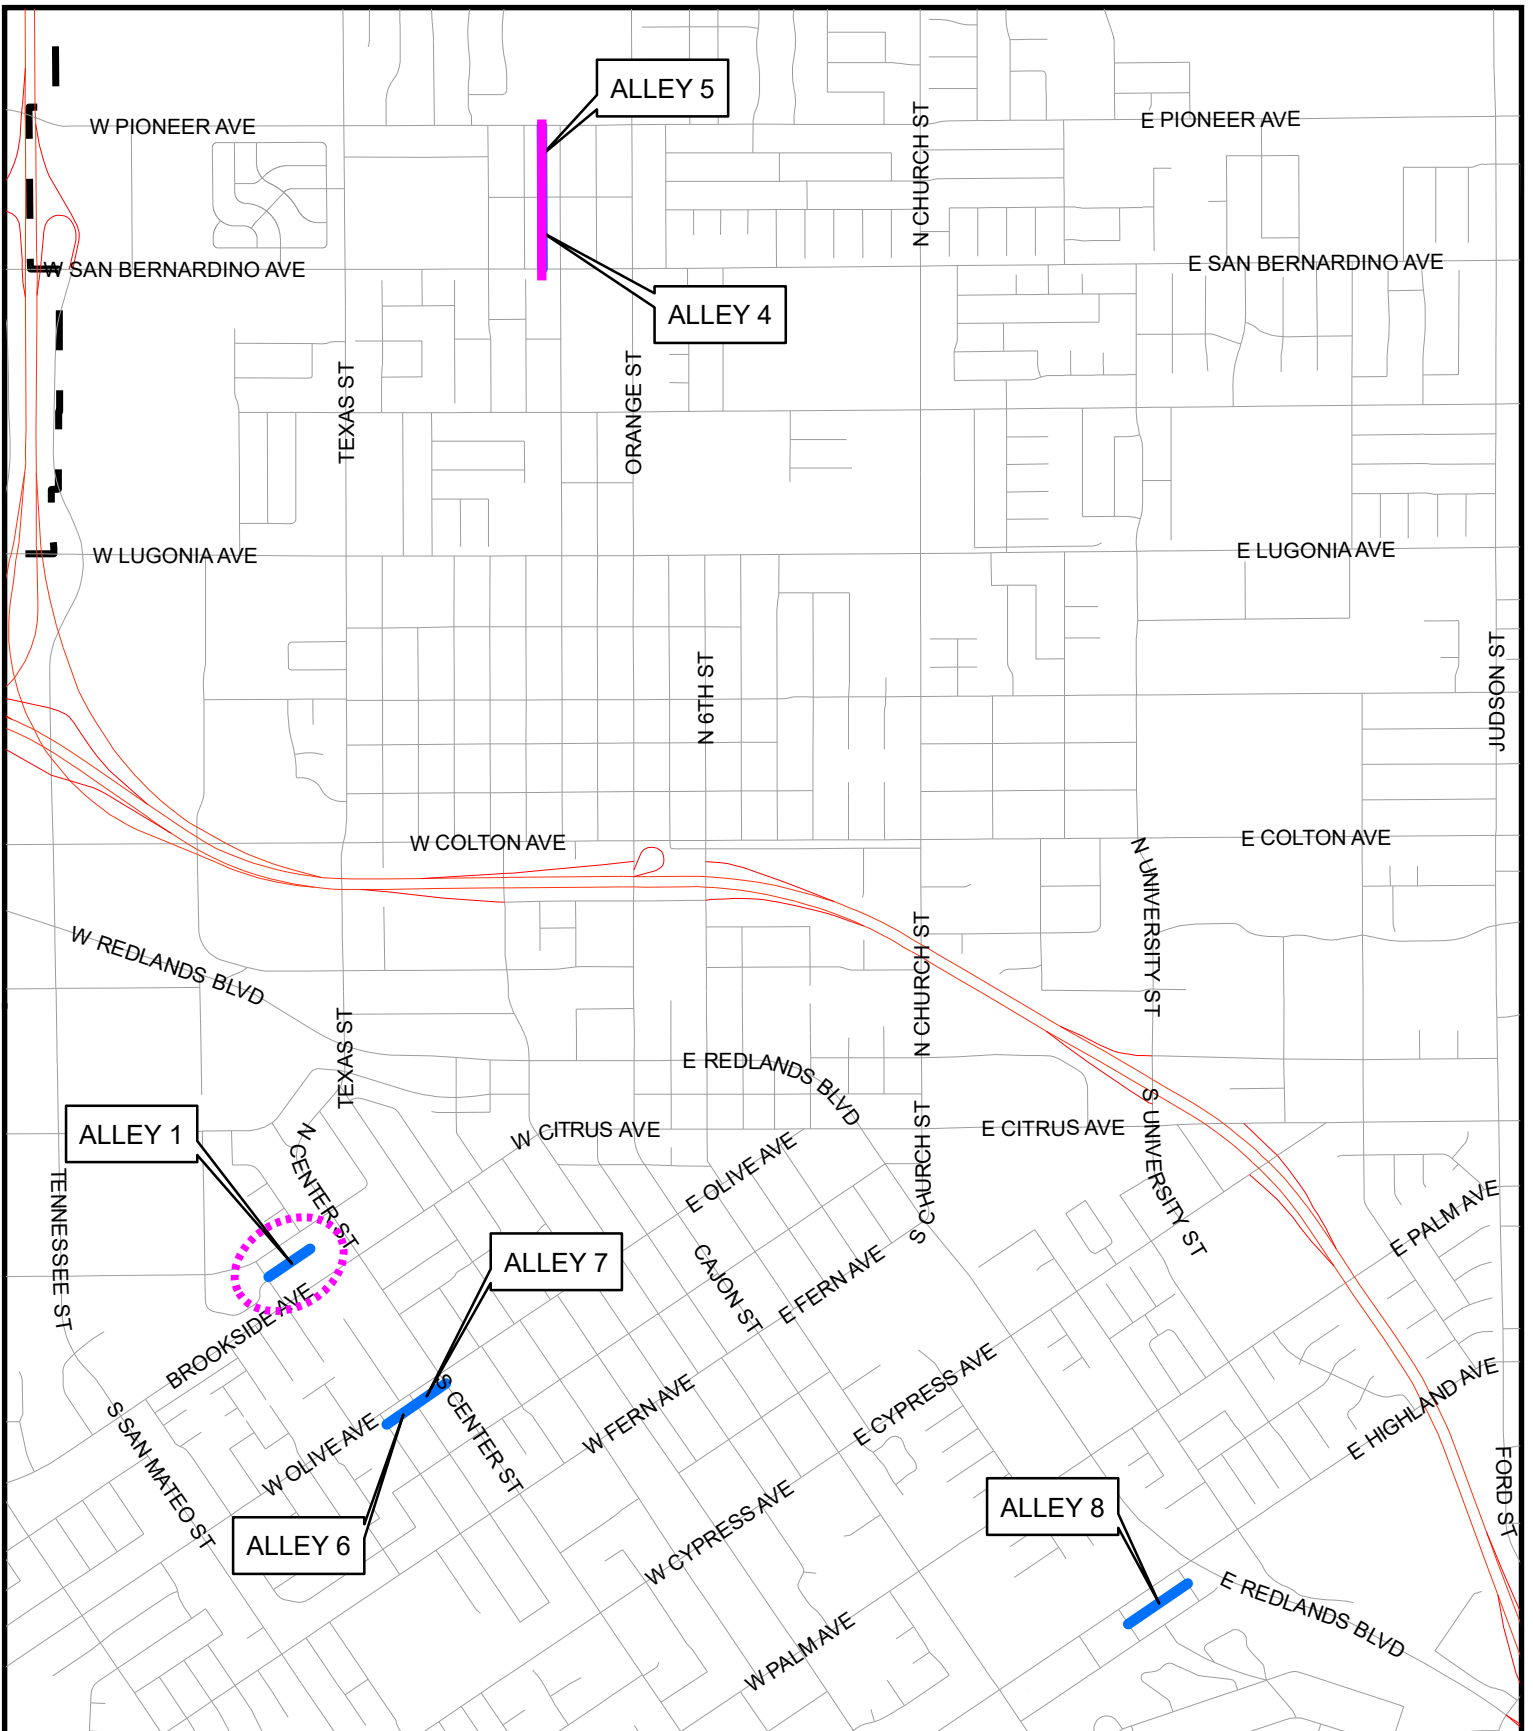 ALLEY 5
W PIONEER AVE
E PIONEER AVE
N CHURCH ST
W SAN BERNARDINO AVE
E SAN BERNARDINO AVE
ALLEY 4
TEXAS ST
ORANGE ST
W LUGONIA AVE
E LUGONIA AVE
N 6TH ST
JUDSON ST
W COLTON AVE
E COLTON AVE
N UNIVERSITY ST
W REDLANDS BLVD
N CHURCH ST
TEXAS ST
E REDLANDS BLVD
ALLEY 1
N CENTER ST
W CITRUS AVE
E CITRUS AVE
S CHURCH ST
S UNIVERSITY ST
E OLIVE AVE
TENNESSEE ST
E PALM AVE
ALLEY 7
CAJON ST
E FERN AVE
BROOKSIDE AVE
S CENTER ST
W FERN AVE
E CYPRESS AVE
E HIGHLAND AVE
S SAN MATEO ST
W OLIVE AVE
FORD ST
ALLEY 8
ALLEY 6
W CYPRESS AVE
E REDLANDS BLVD
W PALM AVE